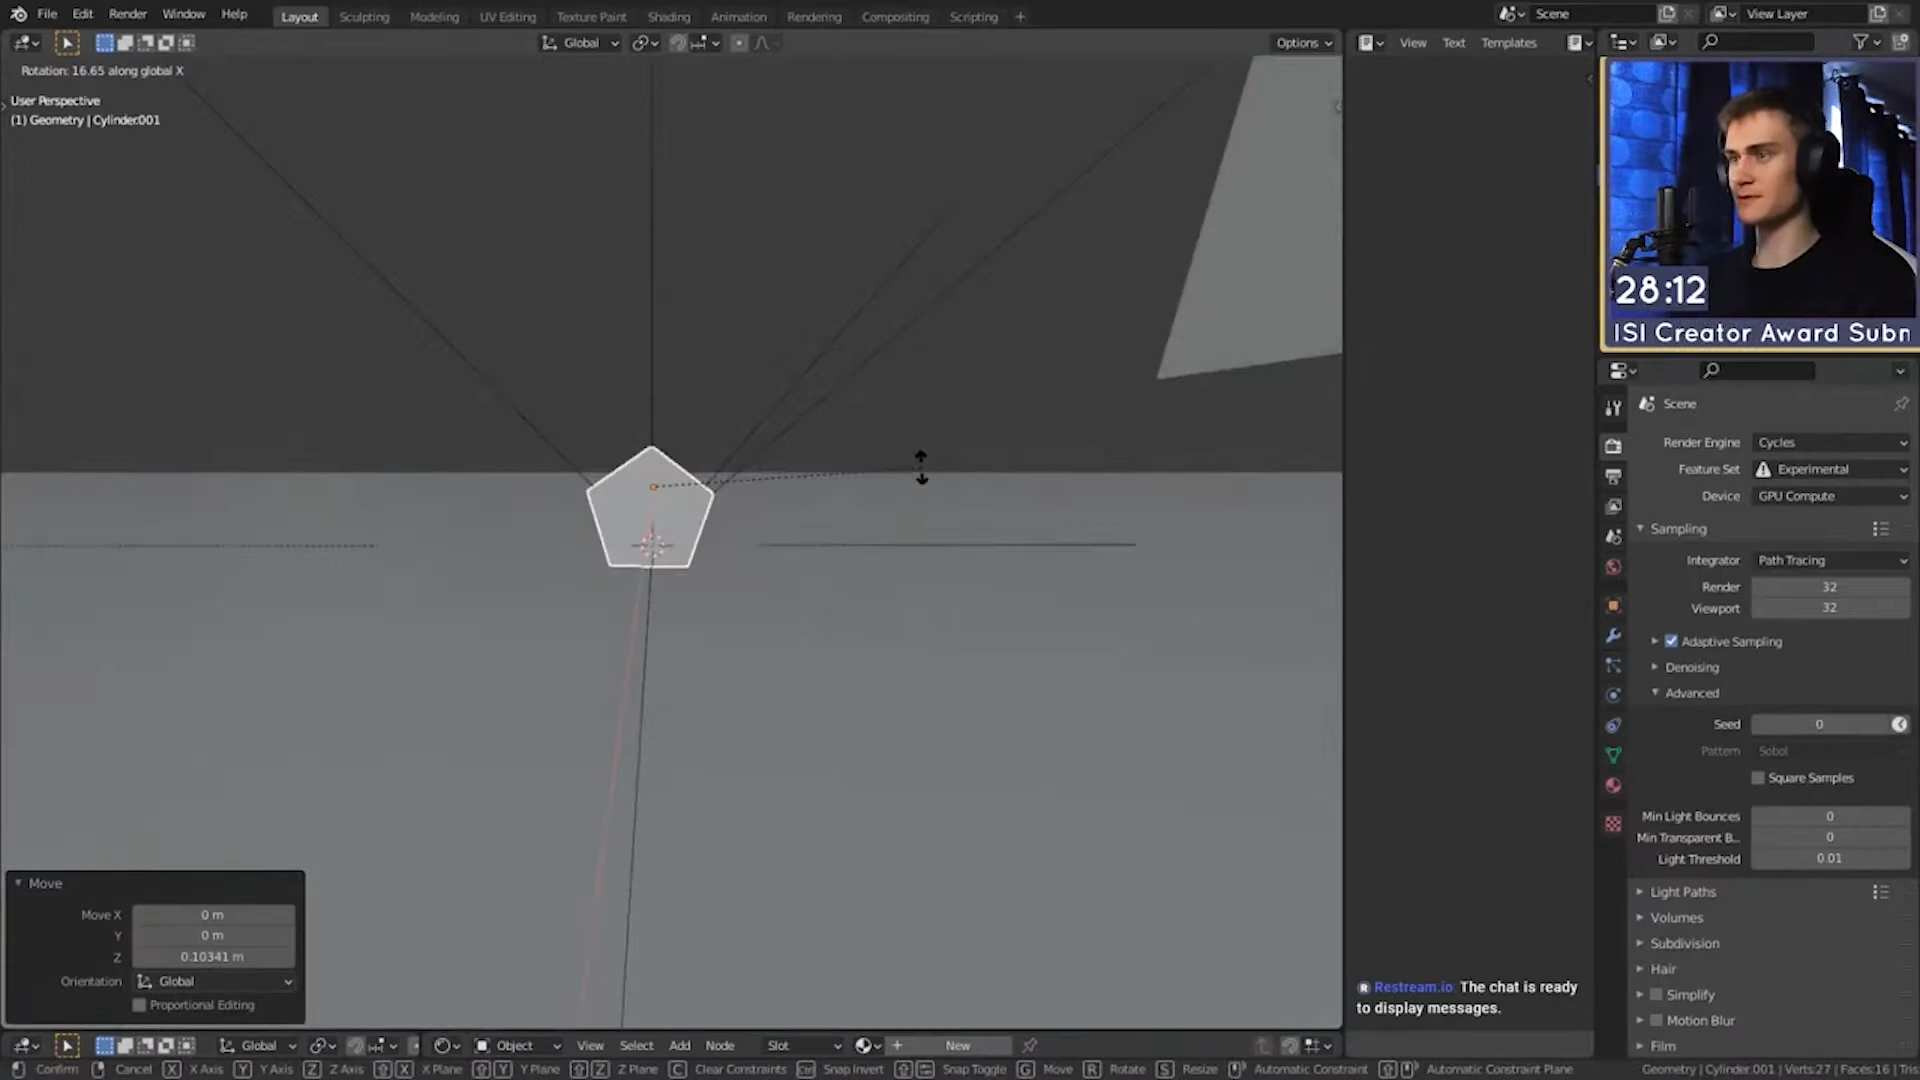 File Edit Render Window Help Layout Sculpting Modeling UV Editing Texture Paint Shading Animation Rendering Compositing Scripting + Scene View Layer
Global Options View Text Templates
Rotation: 16.65 along global X
User Perspective
(1) Geometry | Cylinder.001
28:12
ISI Creator Award Subm
Scene
Render Engine Cycles
Feature Set Experimental
Device GPU Compute
Sampling
Integrator Path Tracing
Render 32
Viewport 32
Adaptive Sampling
Denoising
Advanced
Seed 0
Pattern Sobol
Square Samples
Min Light Bounces 0
Min Transparent B... 0
Light Threshold 0.01
Light Paths
Volumes
Subdivision
Hair
Simplify
Motion Blur
Film
Move
Move X 0 m
Y 0 m
Z 0.10341 m
Orientation Global
Proportional Editing
Restream.io The chat is ready
to display messages.
Global Object View Select Add Node Slot New
Confirm Cancel X X Axis Y Y Axis Z Z Axis X X Plane Y Y Plane Z Z Plane C Clear Constraints Ctrl Snap Invert Snap Toggle G Move R Rotate S Resize Automatic Constraint Automatic Constraint Plane Geometry | Cylinder.001 | Verts:27 | Faces:16 | Tris